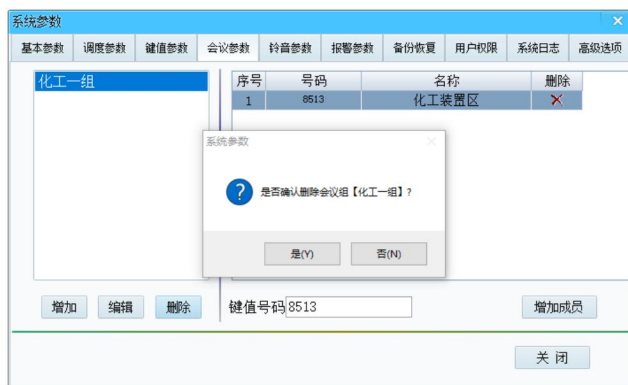 系统参数
基本参数 调度参数 键值参数 会议参数 铃音参数 报警参数 备份恢复 用户权限 系统日志 高级选项
化工一组
序号 号码 名称 删除
1 8513 化工装置区
系统参数
是否确认删除会议组【化工一组】?
是(Y) 否(N)
增加 编辑 删除 键值号码 8513 增加成员
关闭